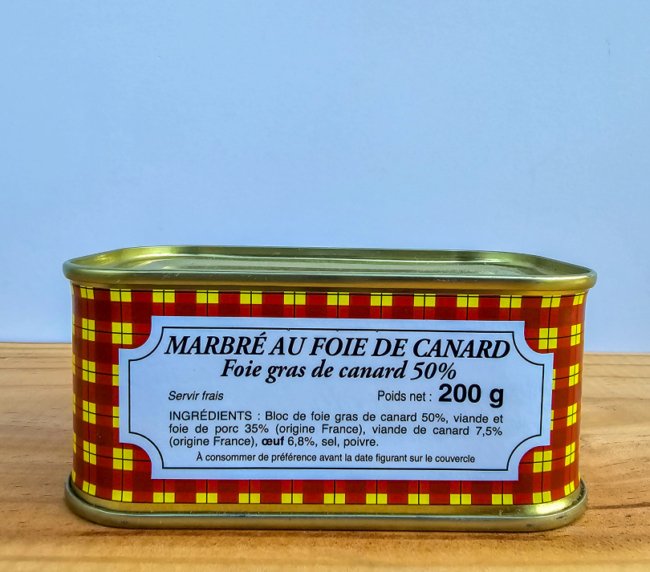 MARBRÉ AU FOIE DE CANARD
Foie gras de canard 50%
Servir frais Poids net : 200 g
INGRÉDIENTS : Bloc de foie gras de canard 50%, viande et
foie de porc 35% (origine France), viande de canard 7,5%
(origine France), œuf 6,8%, sel, poivre.
À consommer de préférence avant la date figurant sur le couvercle